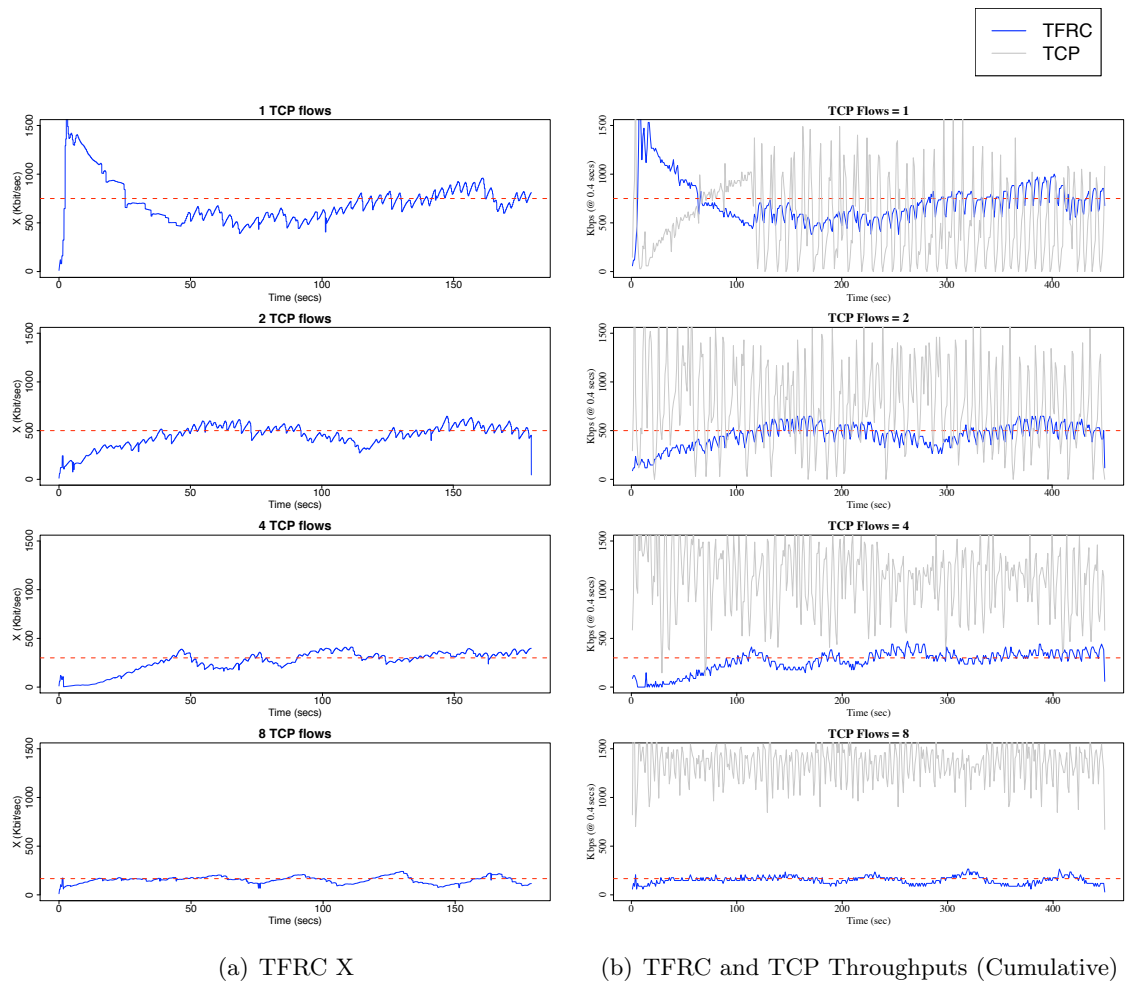 TFRC
TCP
1 TCP flows
X (Kbit/sec)
0 500 1000 1500
0 50 100 150
Time (secs)
TCP Flows = 1
Kbps (@ 0.4 secs)
0 500 1000 1500
0 100 200 300 400
Time (sec)
2 TCP flows
X (Kbit/sec)
0 500 1000 1500
0 50 100 150
Time (secs)
TCP Flows = 2
Kbps (@ 0.4 secs)
0 500 1000 1500
0 100 200 300 400
Time (sec)
4 TCP flows
X (Kbit/sec)
0 500 1000 1500
0 50 100 150
Time (secs)
TCP Flows = 4
Kbps (@ 0.4 secs)
0 500 1000 1500
0 100 200 300 400
Time (sec)
8 TCP flows
X (Kbit/sec)
0 500 1000 1500
0 50 100 150
Time (secs)
TCP Flows = 8
Kbps (@ 0.4 secs)
0 500 1000 1500
0 100 200 300 400
Time (sec)
(a) TFRC X
(b) TFRC and TCP Throughputs (Cumulative)